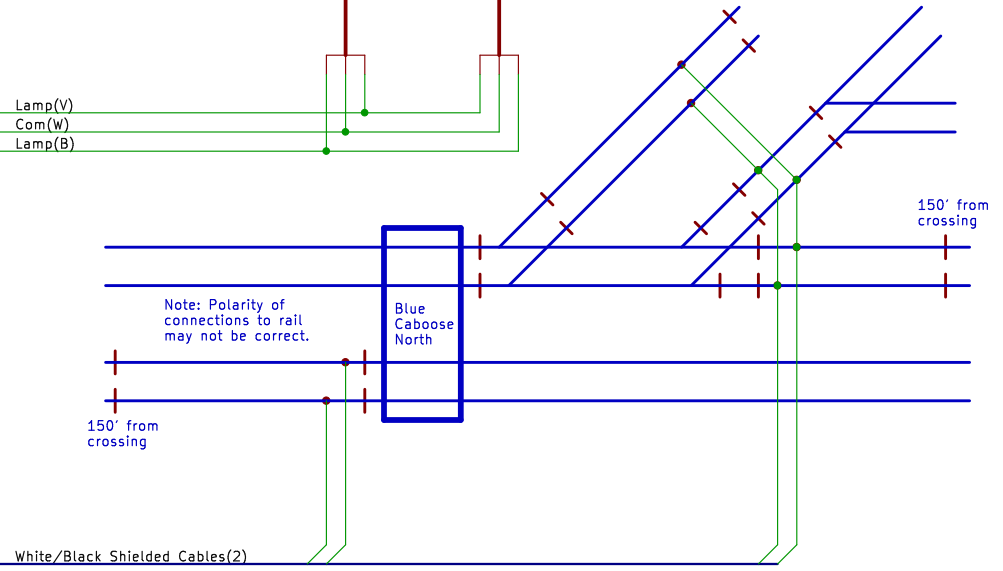 Lamp(V)
Com(W)
Lamp(B)
150' from
crossing
Note: Polarity of
connections to rail
may not be correct.
Blue
Caboose
North
150' from
crossing
White/Black Shielded Cables(2)